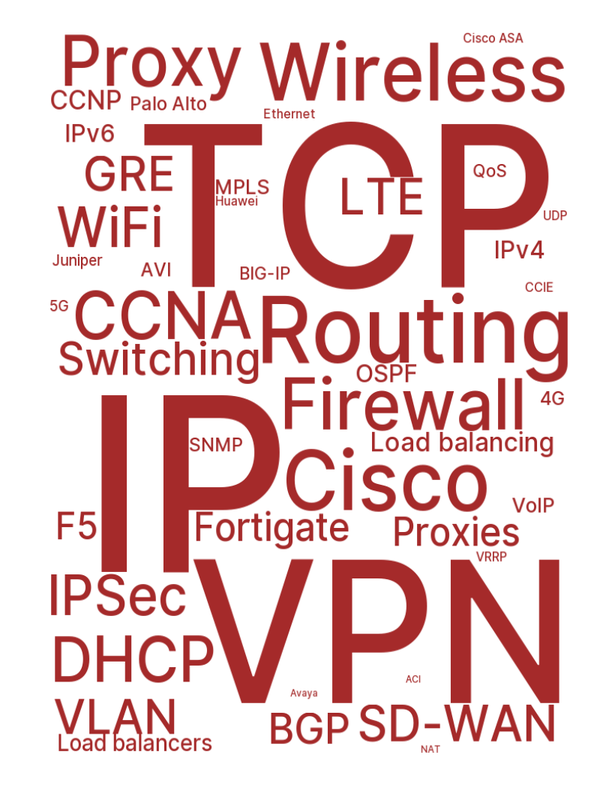 Cisco ASA
Proxy Wireless
CCNP Palo Alto
Ethernet
IPv6
TCP
GRE
QoS
MPLS
LTE
Huawei
WiFi
UDP
IPv4
Juniper
AVI
BIG-IP
CCIE
5G
CCNA
Routing
Switching
OSPF
Firewall
4G
IP
SNMP
Load balancing
Cisco
VoIP
F5
Fortigate
Proxies
VRRP
IPSec
VPN
DHCP
ACI
Avaya
VLAN
BGP
SD-WAN
Load balancers
NAT